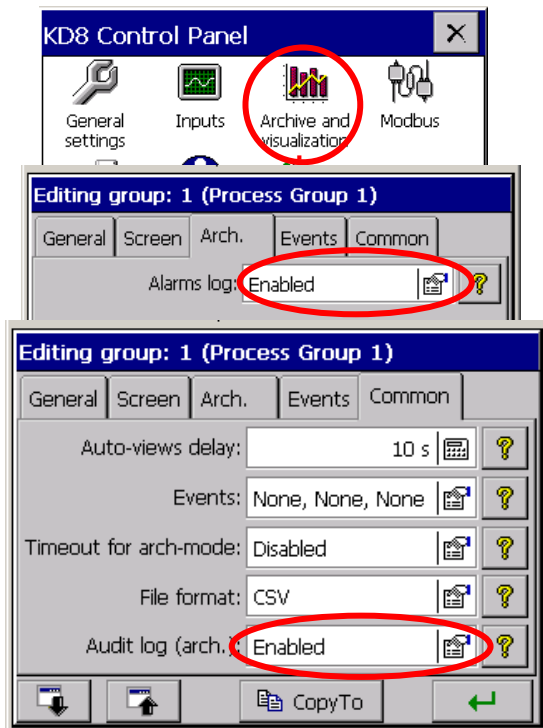 KD8 Control Panel
General settings
Inputs
Archive and visualization
Modbus
Editing group: 1 (Process Group 1)
General Screen Arch. Events Common
Alarms log: Enabled
Editing group: 1 (Process Group 1)
General Screen Arch. Events Common
Auto-views delay: 10 s
Events: None, None, None
Timeout for arch-mode: Disabled
File format: CSV
Audit log (arch.): Enabled
CopyTo